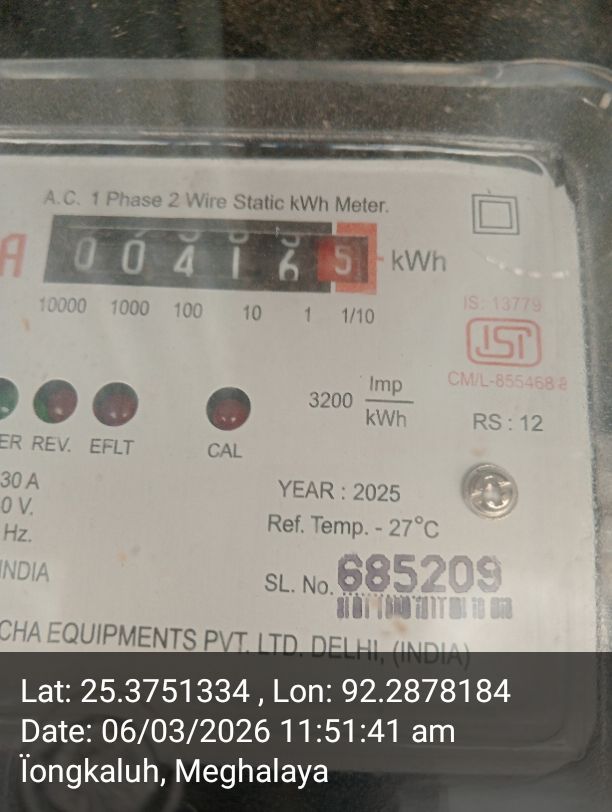 A.C. 1 Phase 2 Wire Static kWh Meter.
A 0 0 4 1 6 5 kWh
10000 1000 100 10 1 1/10
IS: 13779
ISI
CM/L-855468
3200 Imp
kWh
RS : 12
ER REV. EFLT CAL
30 A
0 V.
Hz.
YEAR : 2025
Ref. Temp. - 27°C
INDIA
SL. No. 685209
CHA EQUIPMENTS PVT. LTD. DELHI, (INDIA)
Lat: 25.3751334 , Lon: 92.2878184
Date: 06/03/2026 11:51:41 am
Ïongkaluh, Meghalaya